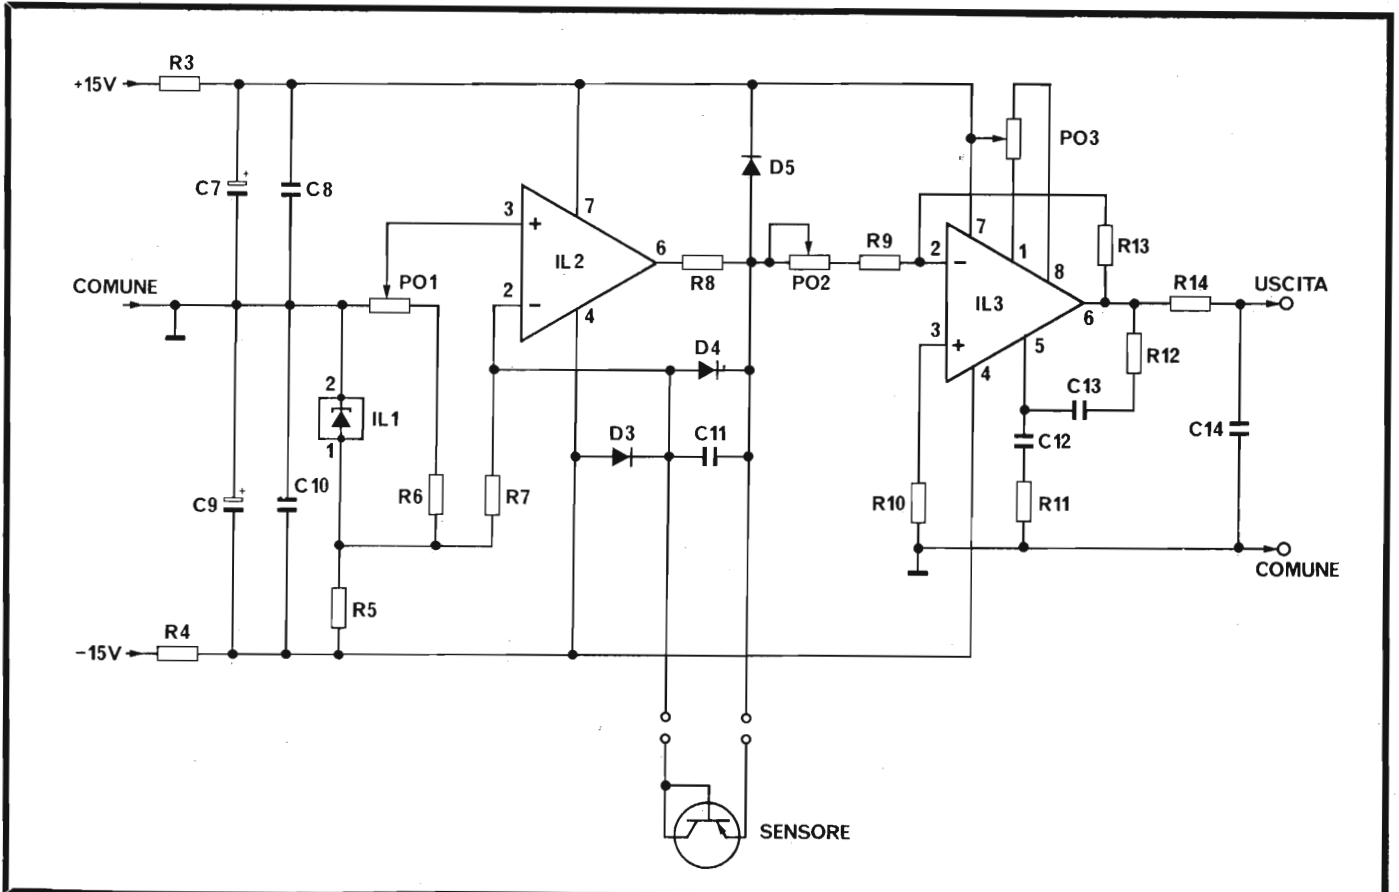 R3
+15V
D5
PO3
C7
+
C8
3
+
7
R13
IL2
6
R8
PO2
R9
2
−
7
1
8
COMUNE
PO1
2
−
4
IL3
6
R14
USCITA
3
+
5
4
R12
2
IL1
1
D4
D3
C11
C13
C12
C14
C9
+
C10
R6
R7
R10
R11
R5
COMUNE
R4
−15V
SENSORE